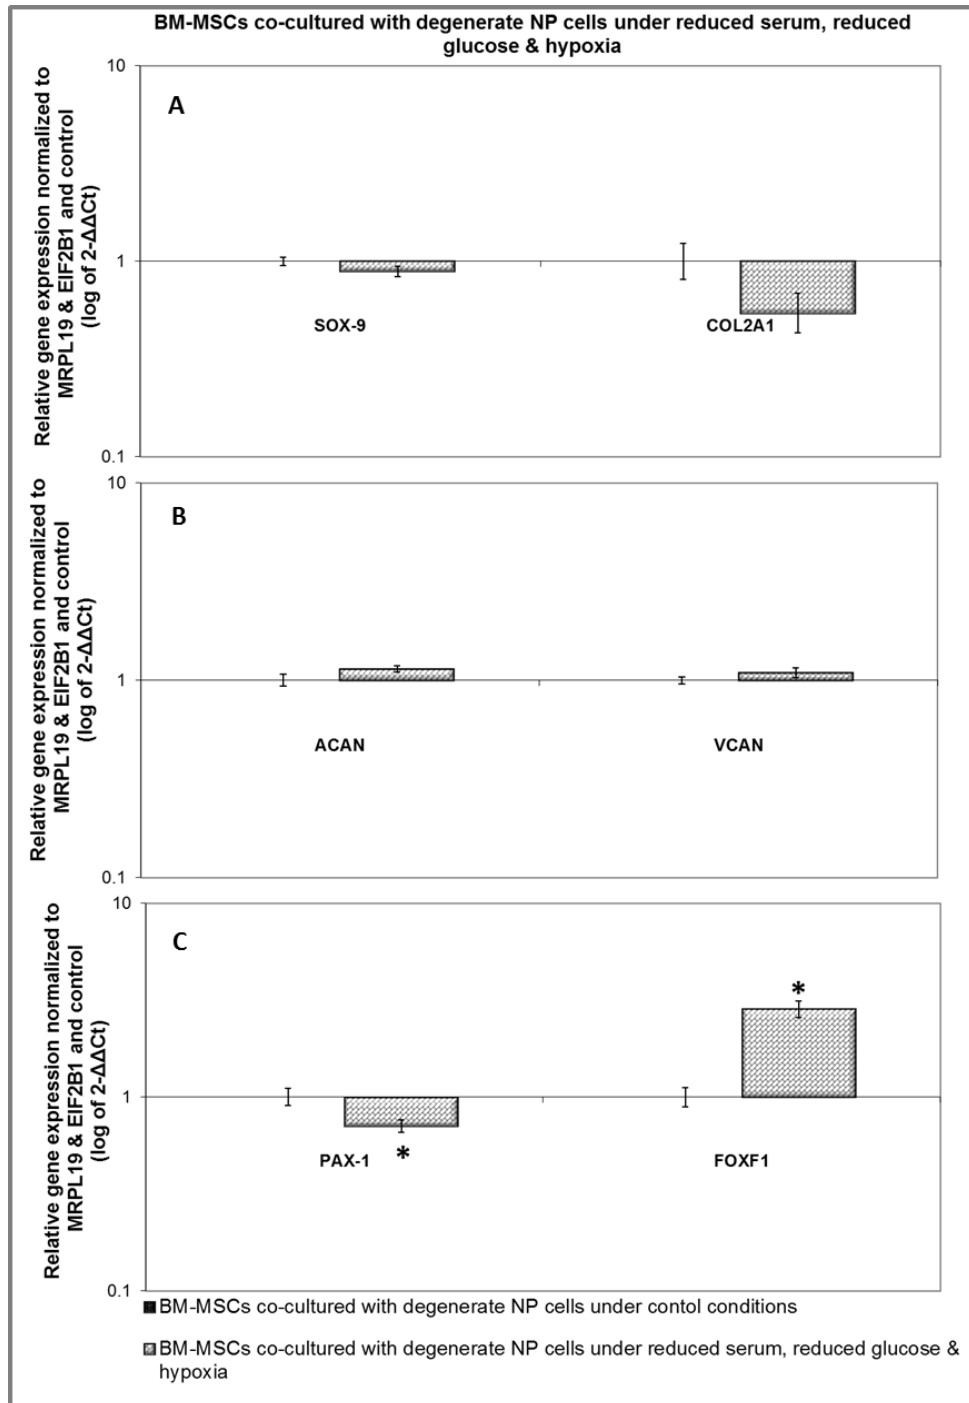 BM-MSCs co-cultured with degenerate NP cells under reduced serum, reduced
glucose & hypoxia
Relative gene expression normalized to
MRPL19 & EIF2B1 and control
(log of 2-ΔΔCt)
10
1
0.1
A
SOX-9
COL2A1
Relative gene expression normalized to
MRPL19 & EIF2B1 and control
(log of 2-ΔΔCt)
10
1
0.1
B
ACAN
VCAN
Relative gene expression normalized to
MRPL19 & EIF2B1 and control
(log of 2-ΔΔCt)
10
1
0.1
C
*
PAX-1
*
FOXF1
BM-MSCs co-cultured with degenerate NP cells under contol conditions
BM-MSCs co-cultured with degenerate NP cells under reduced serum, reduced glucose &
hypoxia